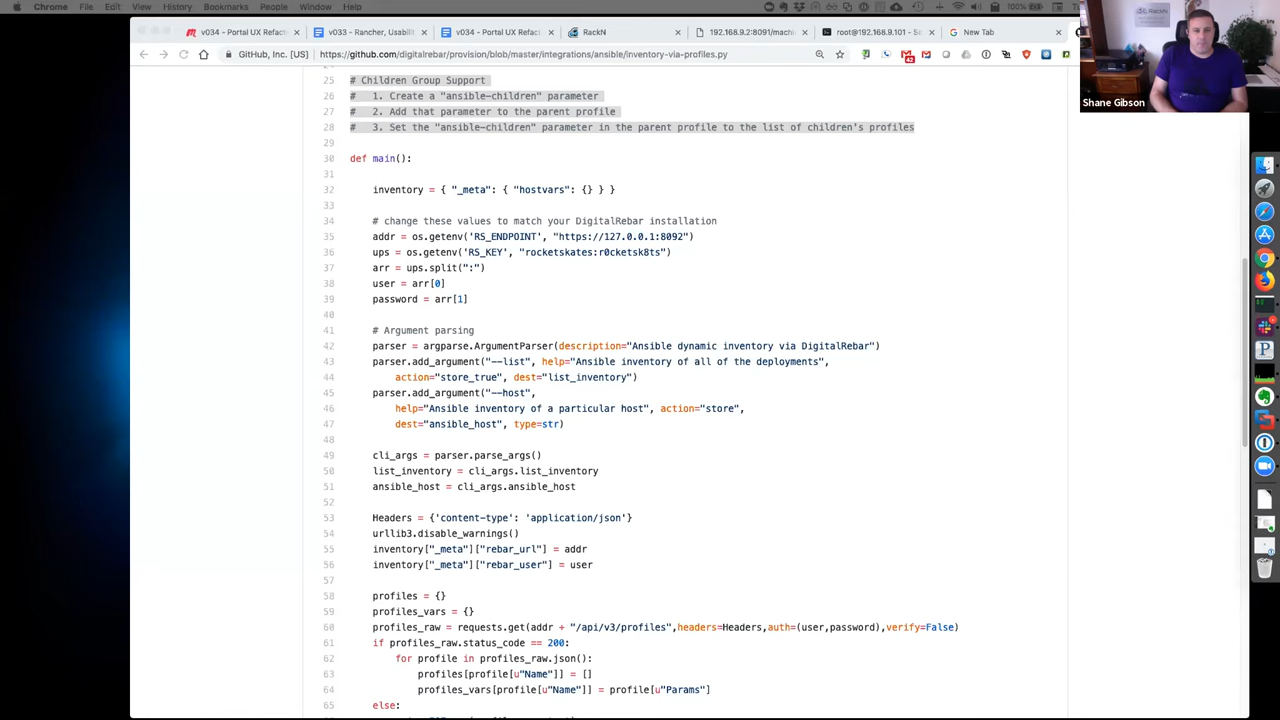 Chrome File Edit View History Bookmarks People Window Help 100%
v034 - Portal UX Refact
v033 - Rancher, Usabili
v034 - Portal UX Refact
RackN
192.168.9.2:8091/machi
root@192.168.9.101 - S
New Tab
GitHub, Inc. [US] https://github.com/digitalrebar/provision/blob/master/integrations/ansible/inventory-via-profiles.py
42
RackN
Shane Gibson
25 # Children Group Support
26 # 1. Create a "ansible-children" parameter
27 # 2. Add that parameter to the parent profile
28 # 3. Set the "ansible-children" parameter in the parent profile to the list of children's profiles
29
30 def main():
31
32 inventory = { "_meta": { "hostvars": {} } }
33
34 # change these values to match your DigitalRebar installation
35 addr = os.getenv('RS_ENDPOINT', "https://127.0.0.1:8092")
36 ups = os.getenv('RS_KEY', "rocketskates:r0cketsk8ts")
37 arr = ups.split(":")
38 user = arr[0]
39 password = arr[1]
40
41 # Argument parsing
42 parser = argparse.ArgumentParser(description="Ansible dynamic inventory via DigitalRebar")
43 parser.add_argument("--list", help="Ansible inventory of all of the deployments",
44 action="store_true", dest="list_inventory")
45 parser.add_argument("--host",
46 help="Ansible inventory of a particular host", action="store",
47 dest="ansible_host", type=str)
48
49 cli_args = parser.parse_args()
50 list_inventory = cli_args.list_inventory
51 ansible_host = cli_args.ansible_host
52
53 Headers = {'content-type': 'application/json'}
54 urllib3.disable_warnings()
55 inventory["_meta"]["rebar_url"] = addr
56 inventory["_meta"]["rebar_user"] = user
57
58 profiles = {}
59 profiles_vars = {}
60 profiles_raw = requests.get(addr + "/api/v3/profiles",headers=Headers,auth=(user,password),verify=False)
61 if profiles_raw.status_code == 200:
62 for profile in profiles_raw.json():
63 profiles[profile[u"Name"]] = []
64 profiles_vars[profile[u"Name"]] = profile[u"Params"]
65 else: